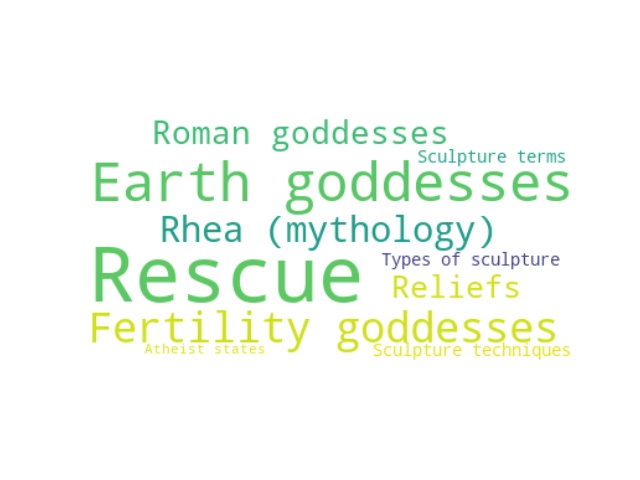 Roman goddesses
Sculpture terms
Earth goddesses
Rhea (mythology)
Rescue
Types of sculpture
Reliefs
Fertility goddesses
Atheist states
Sculpture techniques